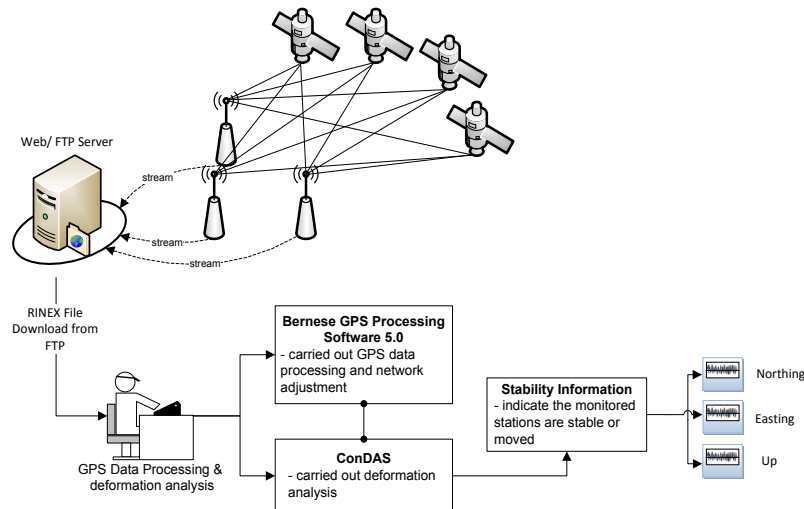 Web/ FTP Server
stream
stream
stream
RINEX File
Download from
FTP
GPS Data Processing &
deformation analysis
Bernese GPS Processing
Software 5.0
- carried out GPS data
processing and network
adjustment
ConDAS
- carried out deformation
analysis
Stability Information
- indicate the monitored
stations are stable or
moved
Northing
Easting
Up